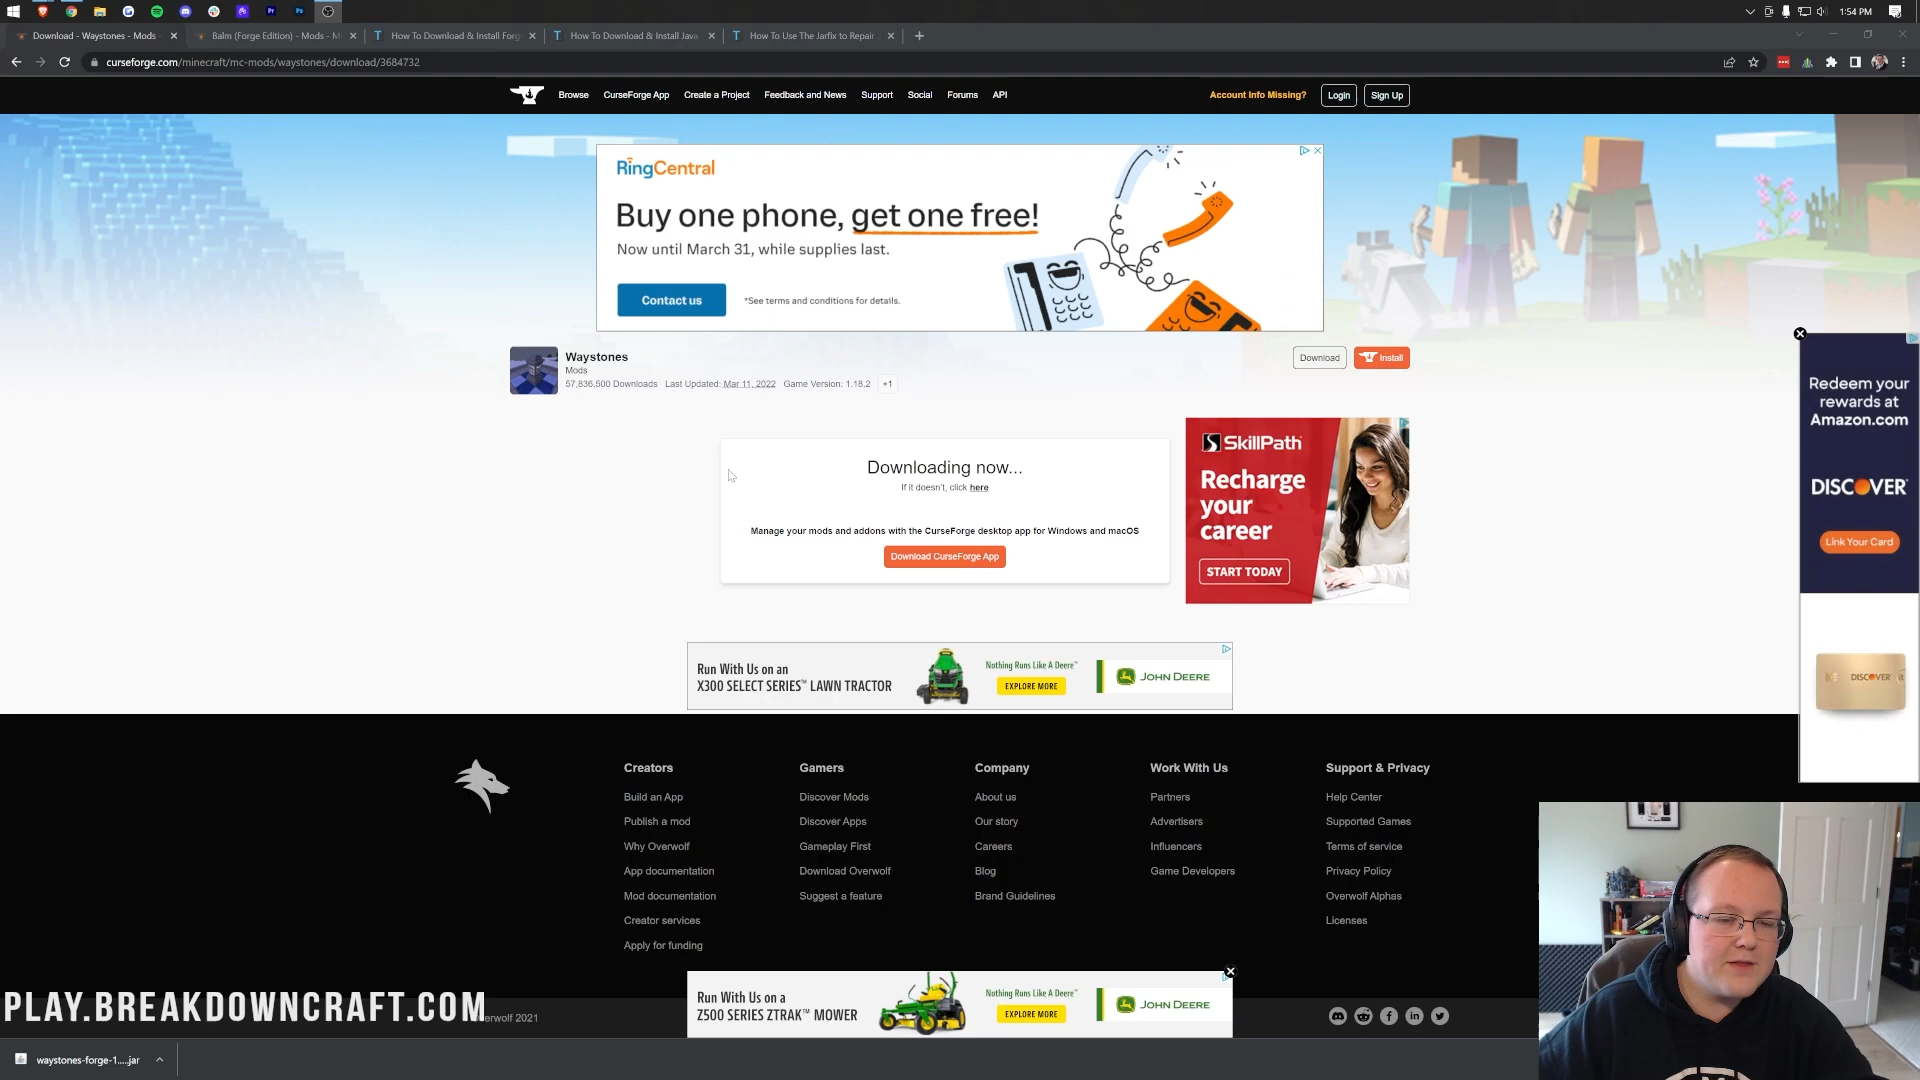 1:54 PM
Download - Waystones - Mods -
Balm (Forge Edition) - Mods - Mi
How To Download & Install Forg
How To Download & Install Java
How To Use The Jarfix to Repair
curseforge.com/minecraft/mc-mods/waystones/download/3684732
Browse CurseForge App Create a Project Feedback and News Support Social Forums API Account Info Missing? Login Sign Up
RingCentral
Buy one phone, get one free!
Now until March 31, while supplies last.
Contact us *See terms and conditions for details.
Waystones
Mods
57,836,500 Downloads Last Updated: Mar 11, 2022 Game Version: 1.18.2 +1
Download Install
Downloading now...
If it doesn't, click here
Manage your mods and addons with the CurseForge desktop app for Windows and macOS
Download CurseForge App
SkillPath
Recharge
your
career
START TODAY
Redeem your
rewards at
Amazon.com
DISCOVER
Link Your Card
DISCOVER it
Run With Us on an
X300 SELECT SERIES™ LAWN TRACTOR
Nothing Runs Like A Deere™
EXPLORE MORE
JOHN DEERE
Creators
Build an App
Publish a mod
Why Overwolf
App documentation
Mod documentation
Creator services
Apply for funding
Gamers
Discover Mods
Discover Apps
Gameplay First
Download Overwolf
Suggest a feature
Company
About us
Our story
Careers
Blog
Brand Guidelines
Work With Us
Partners
Advertisers
Influencers
Game Developers
Support & Privacy
Help Center
Supported Games
Terms of service
Privacy Policy
Overwolf Alphas
Licenses
Run With Us on a
Z500 SERIES ZTRAK™ MOWER
Nothing Runs Like A Deere™
EXPLORE MORE
JOHN DEERE
PLAY.BREAKDOWNCRAFT.COM
erwolf 2021
waystones-forge-1.....jar